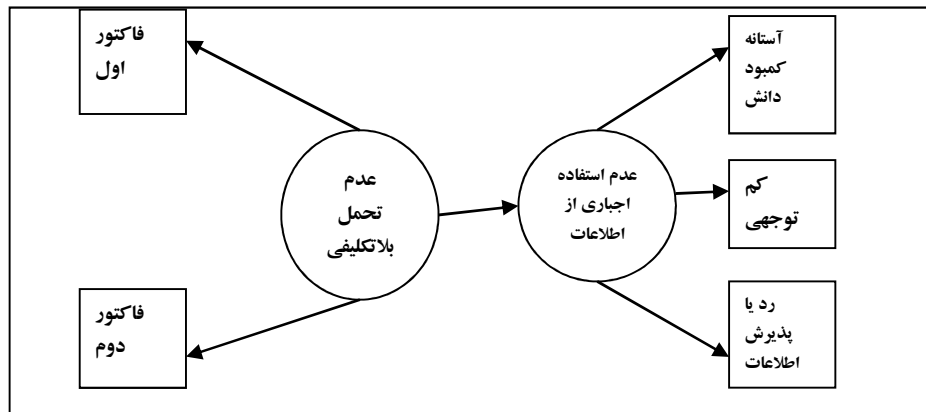 آستانه
کمبود
دانش
فاکتور
اول
عدم استفاده
اجباری از
اطلاعات
عدم
تحمل
بلاتکلیفی
کم
توجهی
رد یا
پذیرش
اطلاعات
فاکتور
دوم